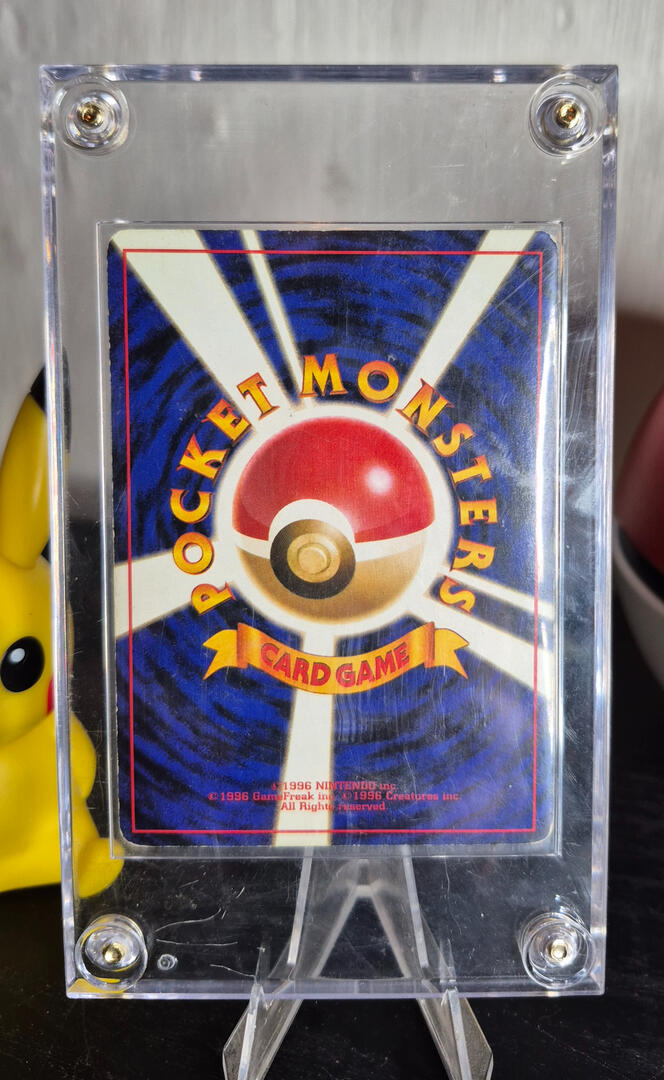 POCKET MONSTERS
CARD GAME
©1996 NINTENDO inc.
©1996 GameFreak inc. ©1996 Creatures inc.
All Rights reserved.